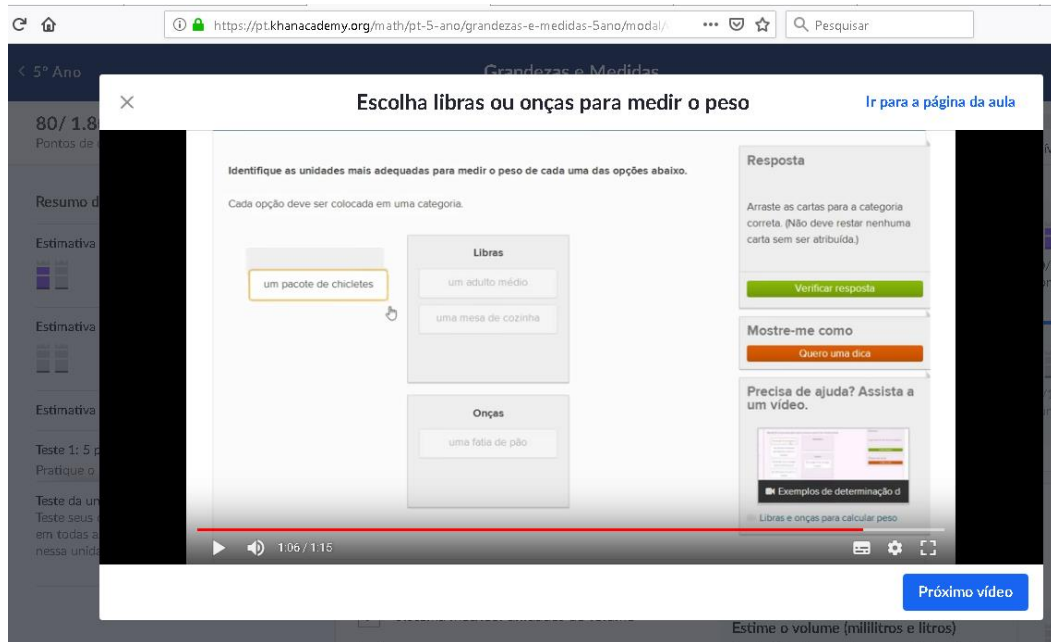 https://pt.khanacademy.org/math/pt-5-ano/grandezas-e-medidas-5ano/modal/
Pesquisar
< 5º Ano
Grandezas e Medidas
80/ 1.8
Pontos de
Resumo d
Estimativa
Estimativa
Estimativa
Teste 1: 5 p
Pratique o
Teste da un
Teste seus
em todas a
nessa unida
Escolha libras ou onças para medir o peso
Ir para a página da aula
Identifique as unidades mais adequadas para medir o peso de cada uma das opções abaixo.
Cada opção deve ser colocada em uma categoria.
um pacote de chicletes
Libras
um adulto médio
uma mesa de cozinha
Onças
uma fatia de pão
Resposta
Arraste as cartas para a categoria
correta. (Não deve restar nenhuma
carta sem ser atribuída.)
Verificar resposta
Mostre-me como
Quero uma dica
Precisa de ajuda? Assista a
um vídeo.
Exemplos de determinação d
Libras e onças para calcular peso
1:06 / 1:15
Próximo vídeo
Estime o volume (mililitros e litros)